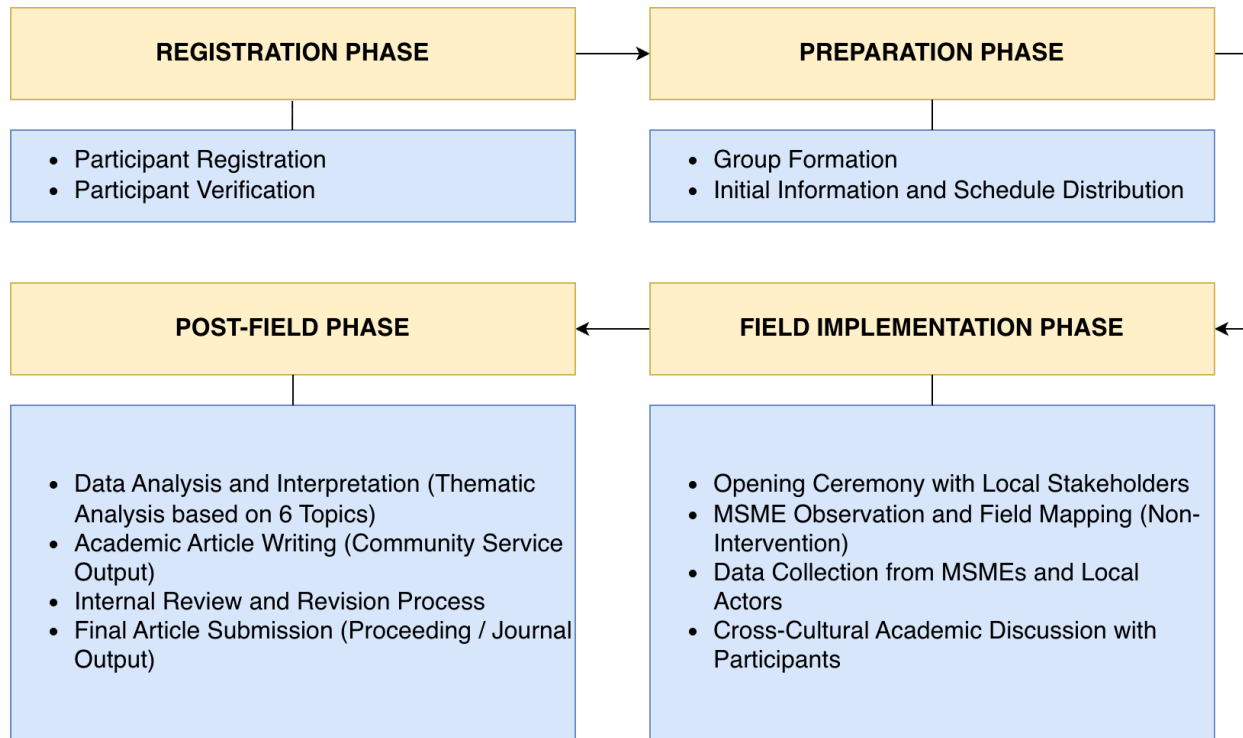 REGISTRATION PHASE
• Participant Registration
• Participant Verification
PREPARATION PHASE
• Group Formation
• Initial Information and Schedule Distribution
FIELD IMPLEMENTATION PHASE
• Opening Ceremony with Local Stakeholders
• MSME Observation and Field Mapping (Non-
Intervention)
• Data Collection from MSMEs and Local
Actors
• Cross-Cultural Academic Discussion with
Participants
POST-FIELD PHASE
• Data Analysis and Interpretation (Thematic
Analysis based on 6 Topics)
• Academic Article Writing (Community Service
Output)
• Internal Review and Revision Process
• Final Article Submission (Proceeding / Journal
Output)